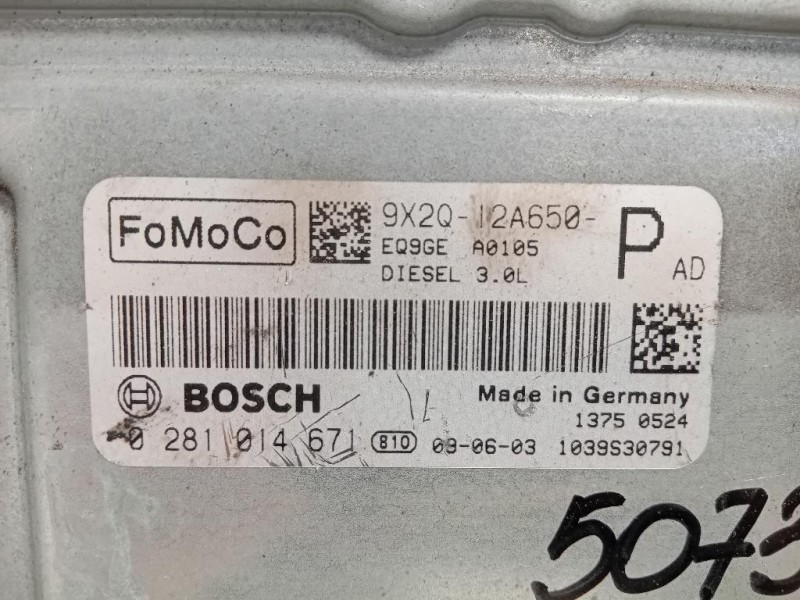 FoMoCo
9X2Q-12A650- P AD
EQ9GE A0105
DIESEL 3.0L
BOSCH
Made in Germany
1375 0524
0 281 014 671 810 09-06-03 1039S30791
5073